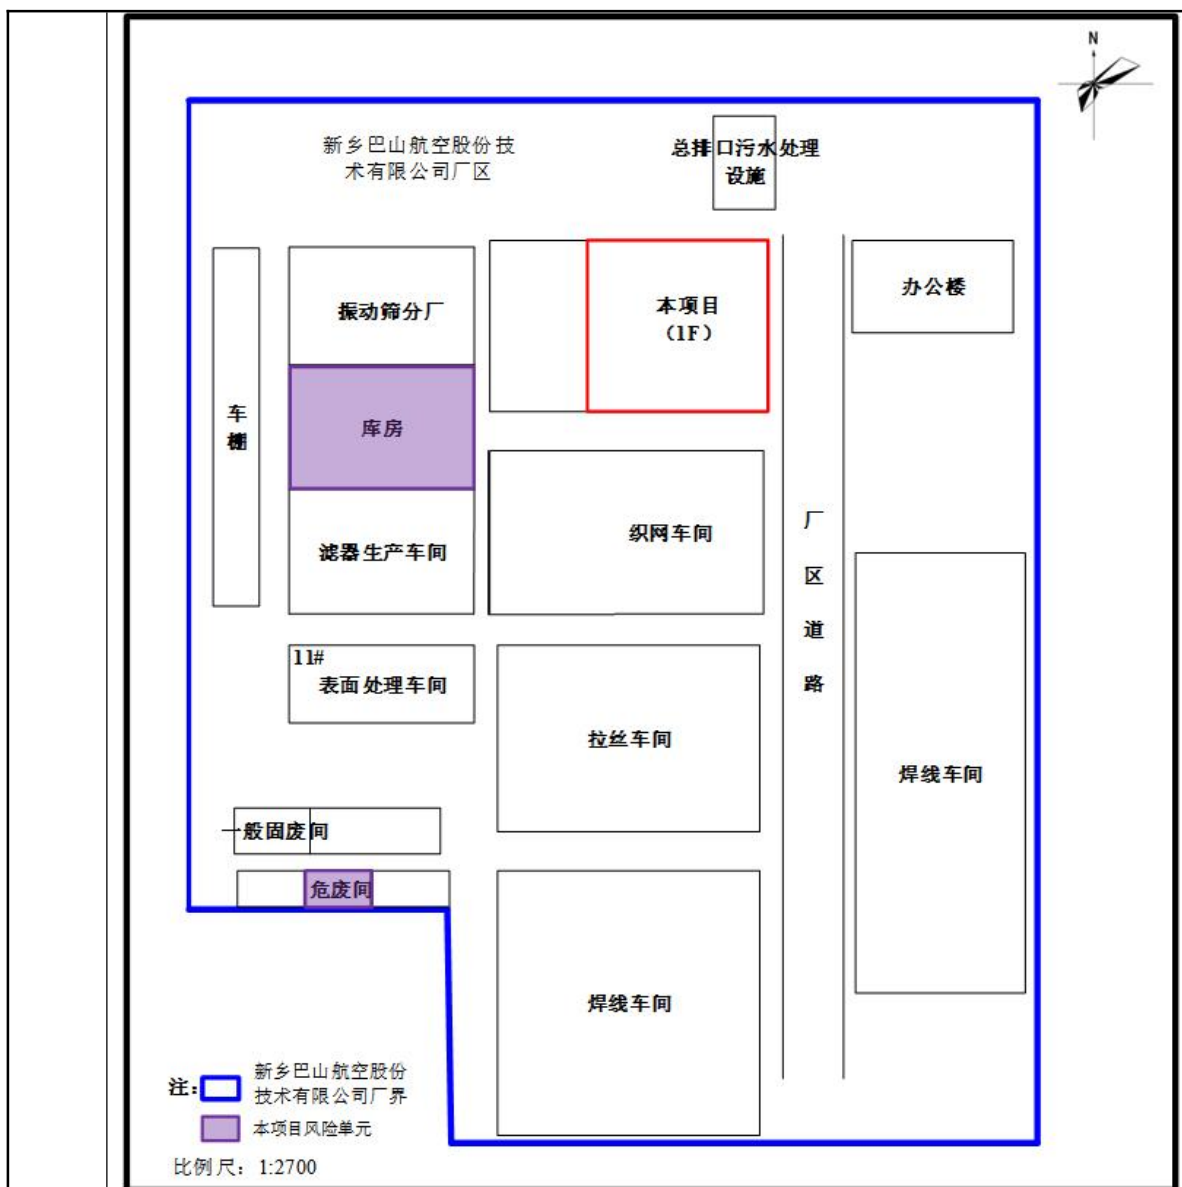 N
新乡巴山航空股份技
术有限公司厂区
总排口污水处理
设施
振动筛分厂
本项目
（1F）
办公楼
车
棚
库房
织网车间
滤器生产车间
厂
区
道
路
11#
表面处理车间
拉丝车间
焊线车间
一般固废间
危废间
焊线车间
注：
新乡巴山航空股份
技术有限公司厂界
本项目风险单元
比例尺：1:2700